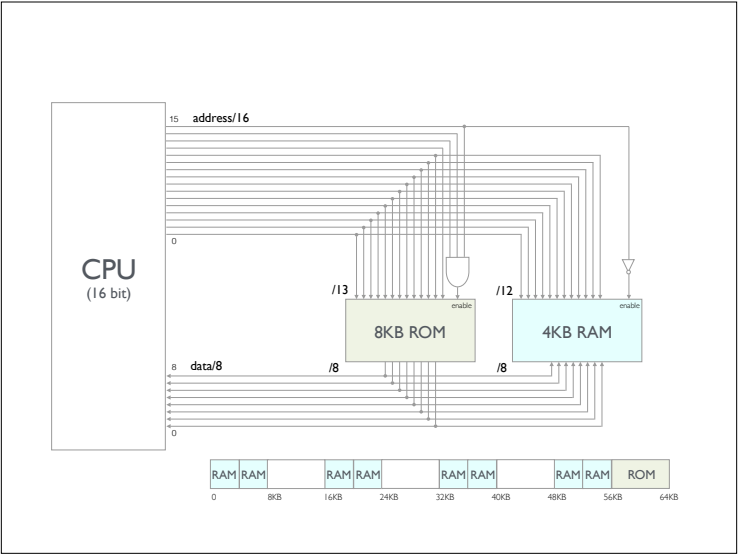 15 address/16
0
CPU
(16 bit)
/13
/12
enable
enable
8KB ROM
4KB RAM
8 data/8
/8
/8
0
RAM RAM RAM RAM RAM RAM RAM RAM ROM
0 8KB 16KB 24KB 32KB 40KB 48KB 56KB 64KB